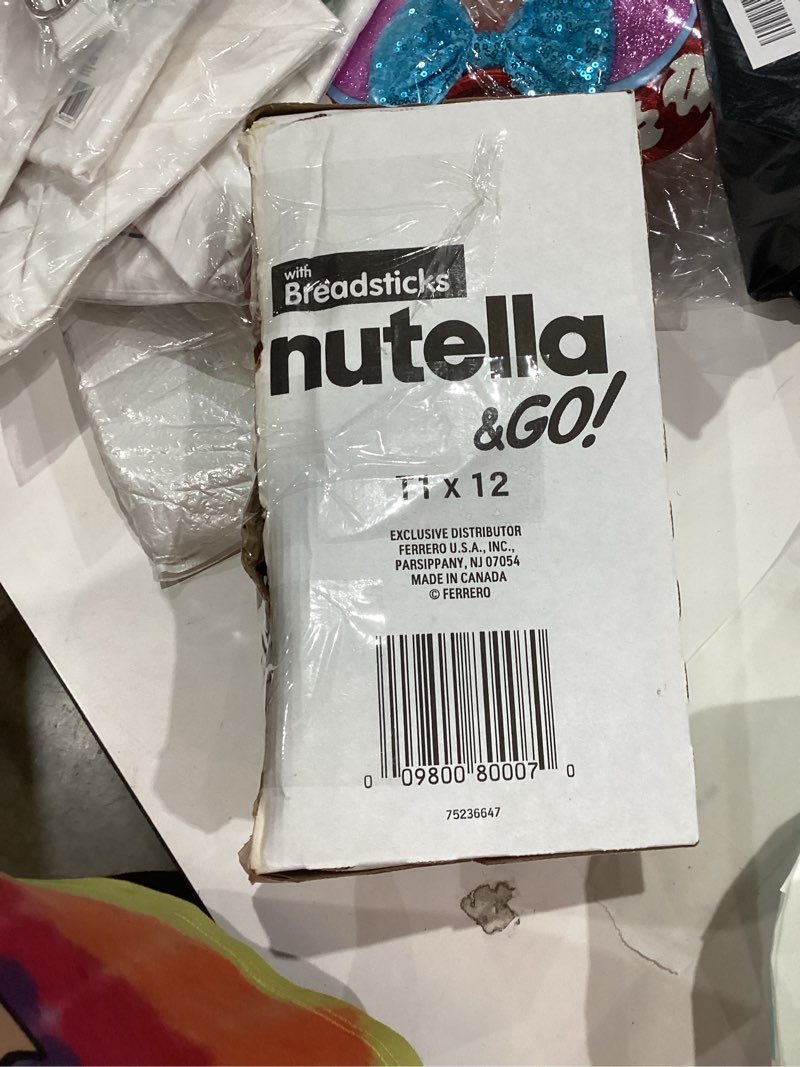 with
Breadsticks
nutella
&GO!
T1 X 12
EXCLUSIVE DISTRIBUTOR
FERRERO U.S.A., INC.,
PARSIPPANY, NJ 07054
MADE IN CANADA
© FERRERO
0 09800 80007 0
75236647